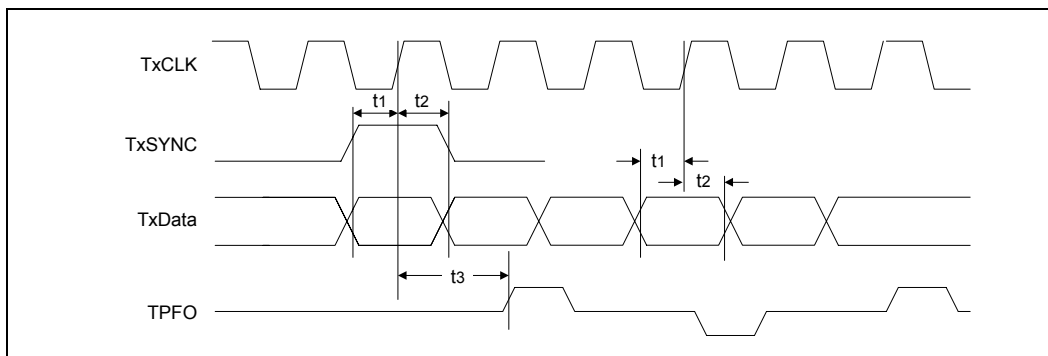 TxCLK
t1 t2
TxSYNC
t1
t2
TxData
t3
TPFO